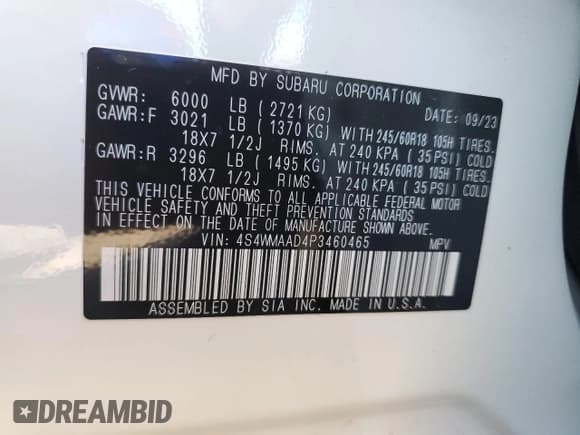 MFD BY SUBARU CORPORATION
GVWR: 6000 LB ( 2721 KG) DATE: 09/23
GAWR:F 3021 LB ( 1370 KG) WITH 245/60R18 105H TIRES.
18X7 1/2J RIMS. AT 240 KPA ( 35 PSI) COLD
GAWR:R 3296 LB ( 1495 KG) WITH 245/60R18 105H TIRES.
18X7 1/2J RIMS. AT 240 KPA ( 35 PSI) COLD
THIS VEHICLE CONFORMS TO ALL APPLICABLE FEDERAL MOTOR
VEHICLE SAFETY AND BUMPER STANDARDS
IN EFFECT ON THE DATE OF MANUFACTURE SHOWN ABOVE.
VIN: 4S4WMAAD4P3460465 MPV
ASSEMBLED BY SIA INC. MADE IN U.S.A.
DREAMBID